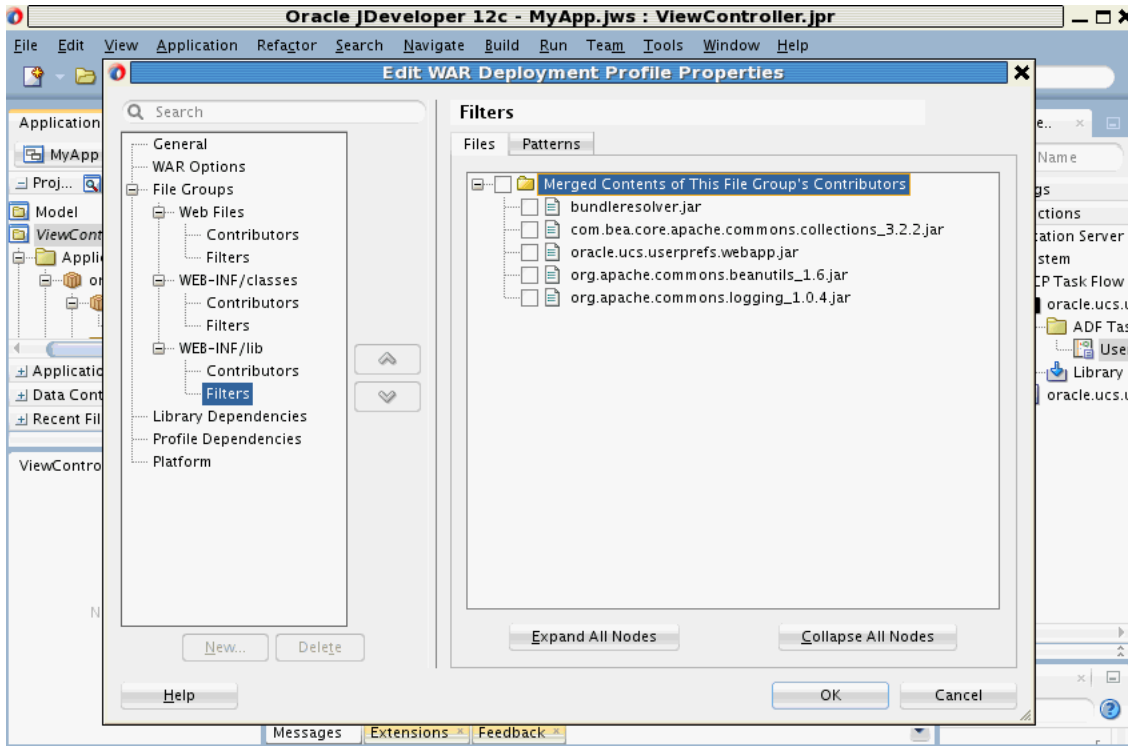 Oracle JDeveloper 12c - MyApp.jws : ViewController.jpr
File Edit View Application Refactor Search Navigate Build Run Team Tools Window Help
Edit WAR Deployment Profile Properties
Application
MyApp
Proj...
Model
ViewCont
Appli
or
Applicatio
Data Cont
Recent Fil
ViewContro
N
Search
General
WAR Options
File Groups
Web Files
Contributors
Filters
WEB-INF/classes
Contributors
Filters
WEB-INF/lib
Contributors
Filters
Library Dependencies
Profile Dependencies
Platform
New... Delete
Filters
Files Patterns
Merged Contents of This File Group's Contributors
bundleresolver.jar
com.bea.core.apache.commons.collections_3.2.2.jar
oracle.ucs.userprefs.webapp.jar
org.apache.commons.beanutils_1.6.jar
org.apache.commons.logging_1.0.4.jar
Expand All Nodes Collapse All Nodes
Help OK Cancel
e..
Name
gs
ctions
ation Server
stem
CP Task Flow
oracle.ucs.u
ADF Tas
Use
Library
oracle.ucs.u
Messages Extensions Feedback